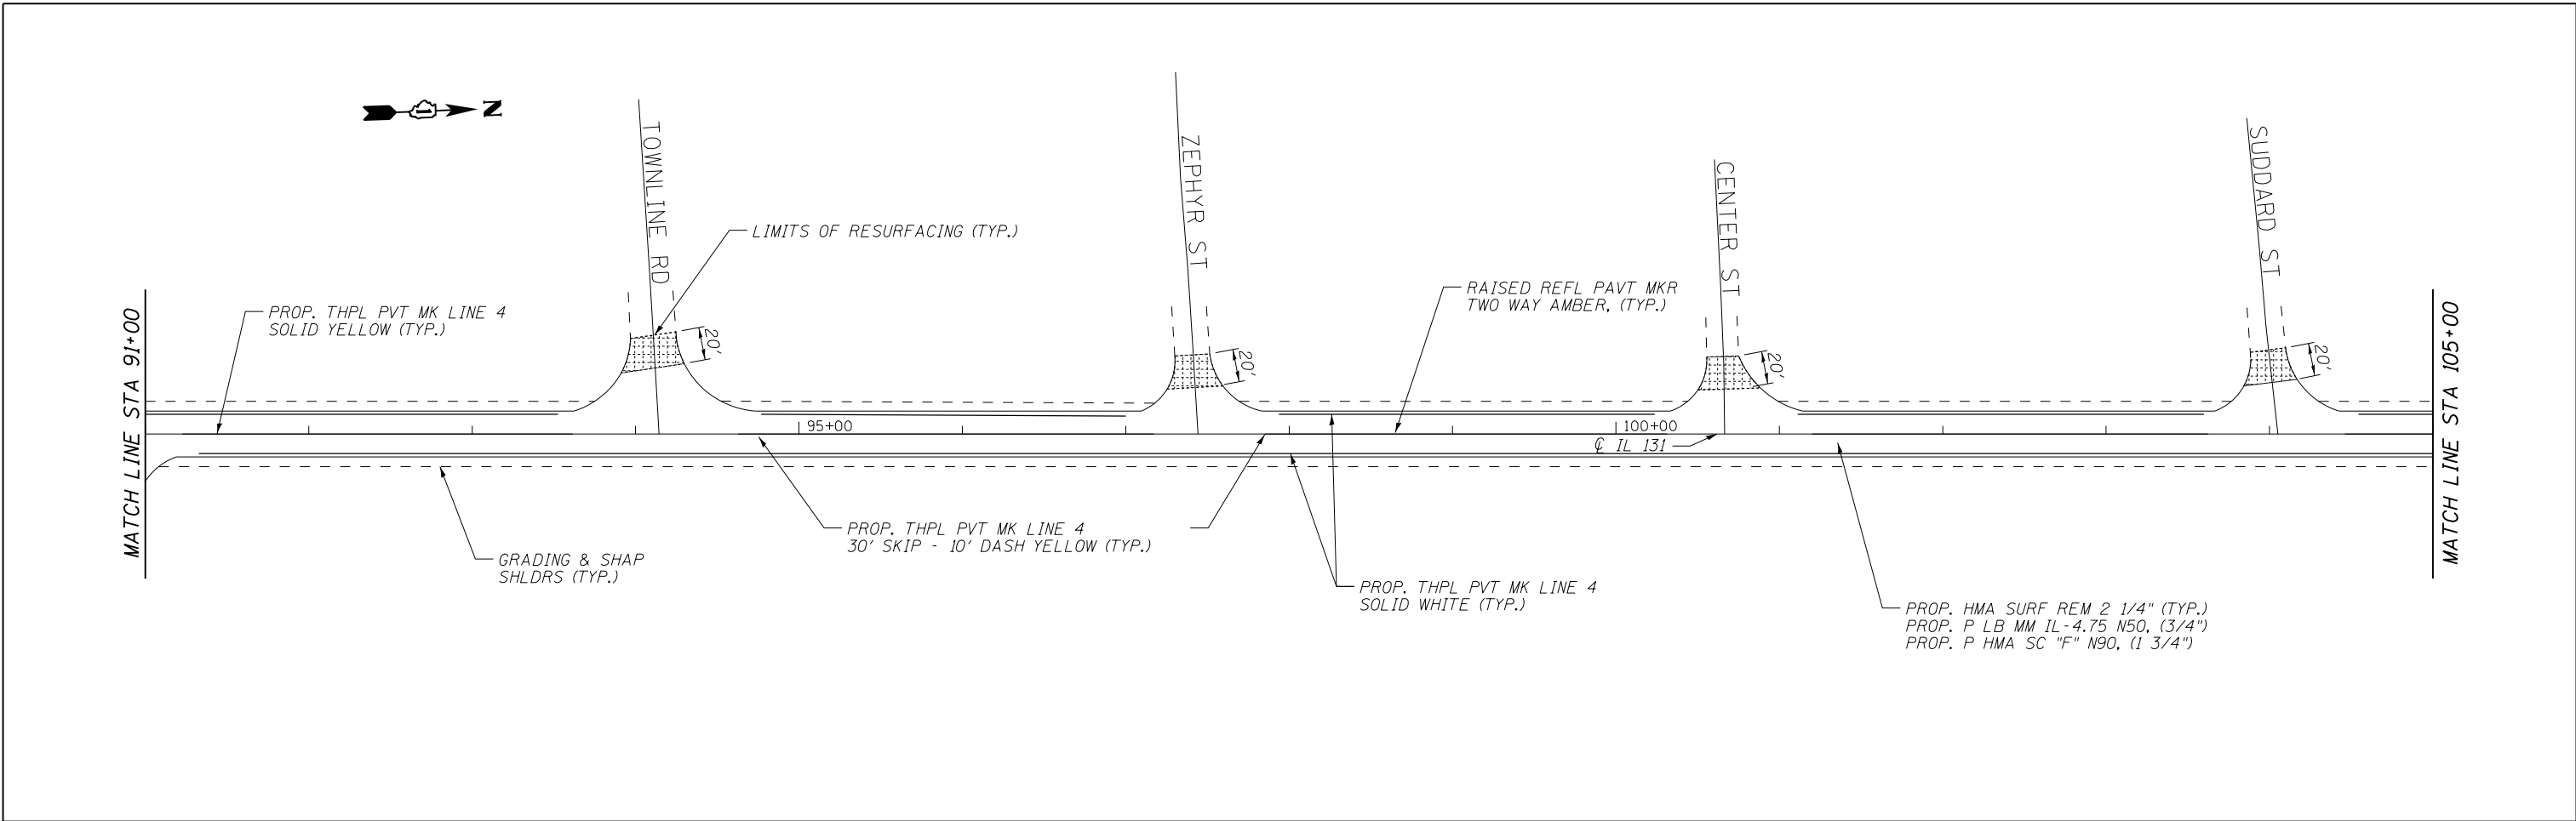 N
TOWNLINE RD
ZEPHYR ST
CENTER ST
SUDDARD ST
LIMITS OF RESURFACING (TYP.)
RAISED REFL PAVT MKR
TWO WAY AMBER, (TYP.)
PROP. THPL PVT MK LINE 4
SOLID YELLOW (TYP.)
20'
20'
20'
20'
MATCH LINE STA 91+00
MATCH LINE STA 105+00
95+00
100+00
℄ IL 131
PROP. THPL PVT MK LINE 4
30' SKIP - 10' DASH YELLOW (TYP.)
GRADING & SHAP
SHLDRS (TYP.)
PROP. THPL PVT MK LINE 4
SOLID WHITE (TYP.)
PROP. HMA SURF REM 2 1/4" (TYP.)
PROP. P LB MM IL-4.75 N50, (3/4")
PROP. P HMA SC "F" N90, (1 3/4")